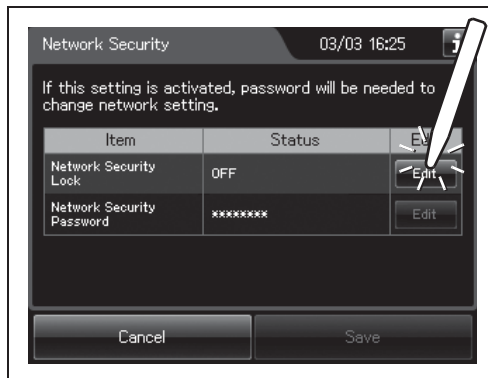 Network Security 03/03 16:25 i
If this setting is activated, password will be needed to
change network setting.
Item Status
Network Security
Lock
OFF Edit
Network Security
Password
******** Edit
Cancel Save